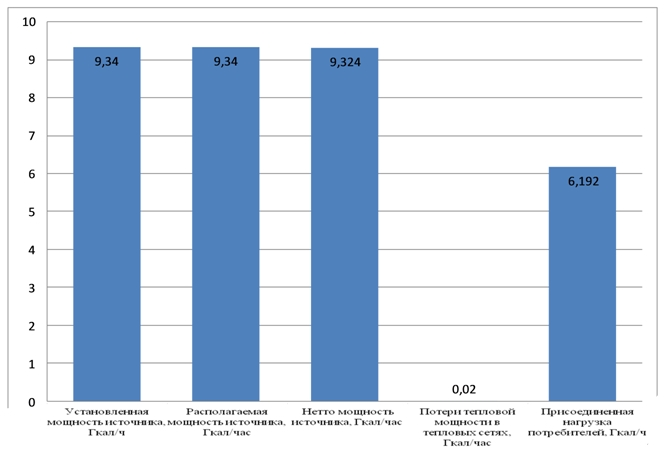 10
9
8
7
6
5
4
3
2
1
0
9,34
9,34
9,324
0,02
6,192
Установленная
мощность источника,
Гкал/ч
Располагаемая
мощность источника,
Гкал/час
Нетто мощность
источника, Гкал/час
Потери тепловой
мощности в
тепловых сетях,
Гкал/час
Присоединенная
нагрузка
потребителей, Гкал/ч